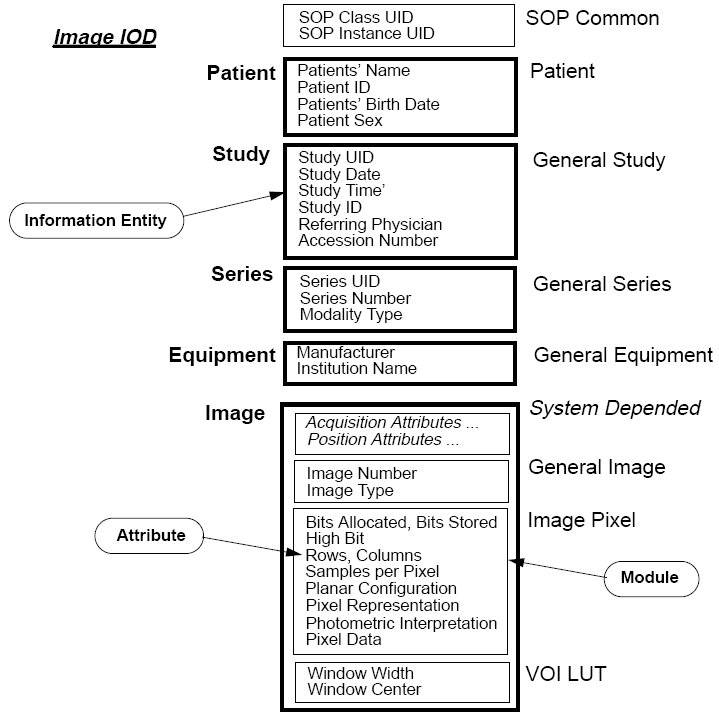 Image IOD
SOP Class UID
SOP Instance UID
SOP Common
Patient
Patients’ Name
Patient ID
Patients’ Birth Date
Patient Sex
Patient
Study
Study UID
Study Date
Study Time’
Study ID
Referring Physician
Accession Number
General Study
Information Entity
Series
Series UID
Series Number
Modality Type
General Series
Equipment
Manufacturer
Institution Name
General Equipment
Image
Acquisition Attributes ...
Position Attributes ...
System Depended
Image Number
Image Type
General Image
Attribute
Bits Allocated, Bits Stored
High Bit
Rows, Columns
Samples per Pixel
Planar Configuration
Pixel Representation
Photometric Interpretation
Pixel Data
Image Pixel
Module
Window Width
Window Center
VOI LUT